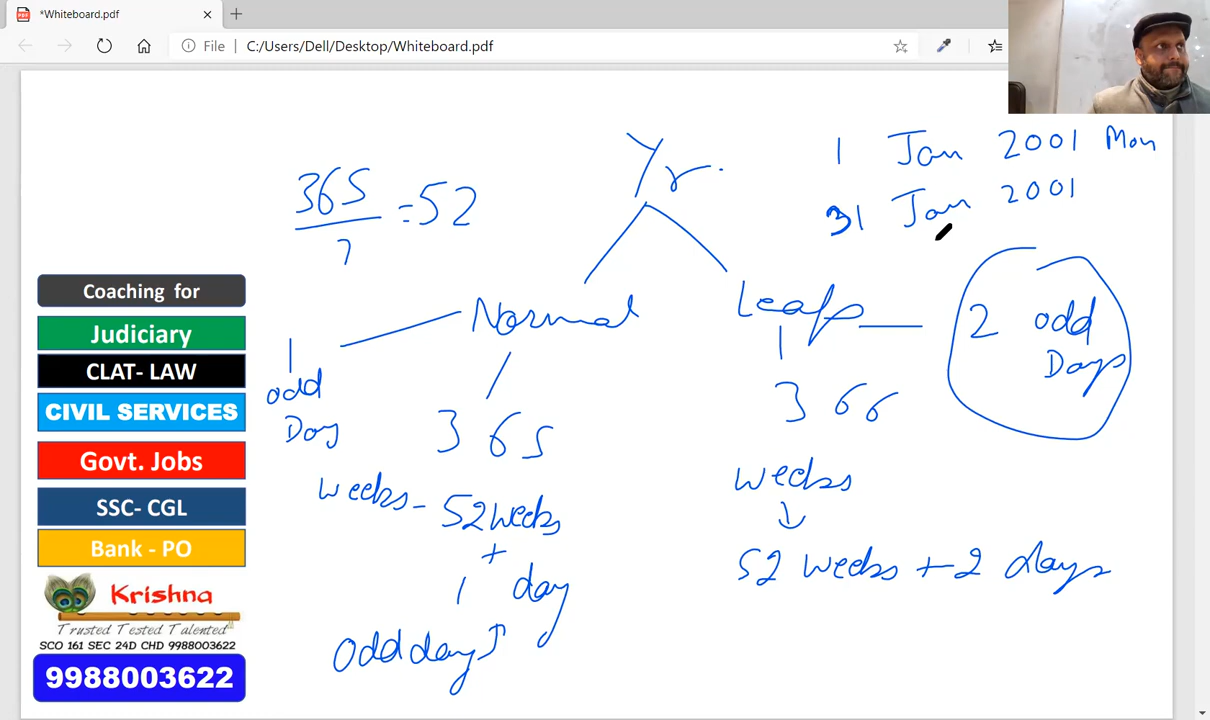 *Whiteboard.pdf
File C:/Users/Dell/Desktop/Whiteboard.pdf
1 Jan 2001 Mon
31 Jan 2001
Yr.
365
7
=52
Normal
Leap
2 odd
Days
odd
Day
365
366
weeks - 52 weeks
+
1 day
odd day
weeks
52 weeks + 2 days
Coaching for
Judiciary
CLAT- LAW
CIVIL SERVICES
Govt. Jobs
SSC- CGL
Bank - PO
Krishna
Trusted Tested Talented
SCO 161 SEC 24D CHD 9988003622
9988003622